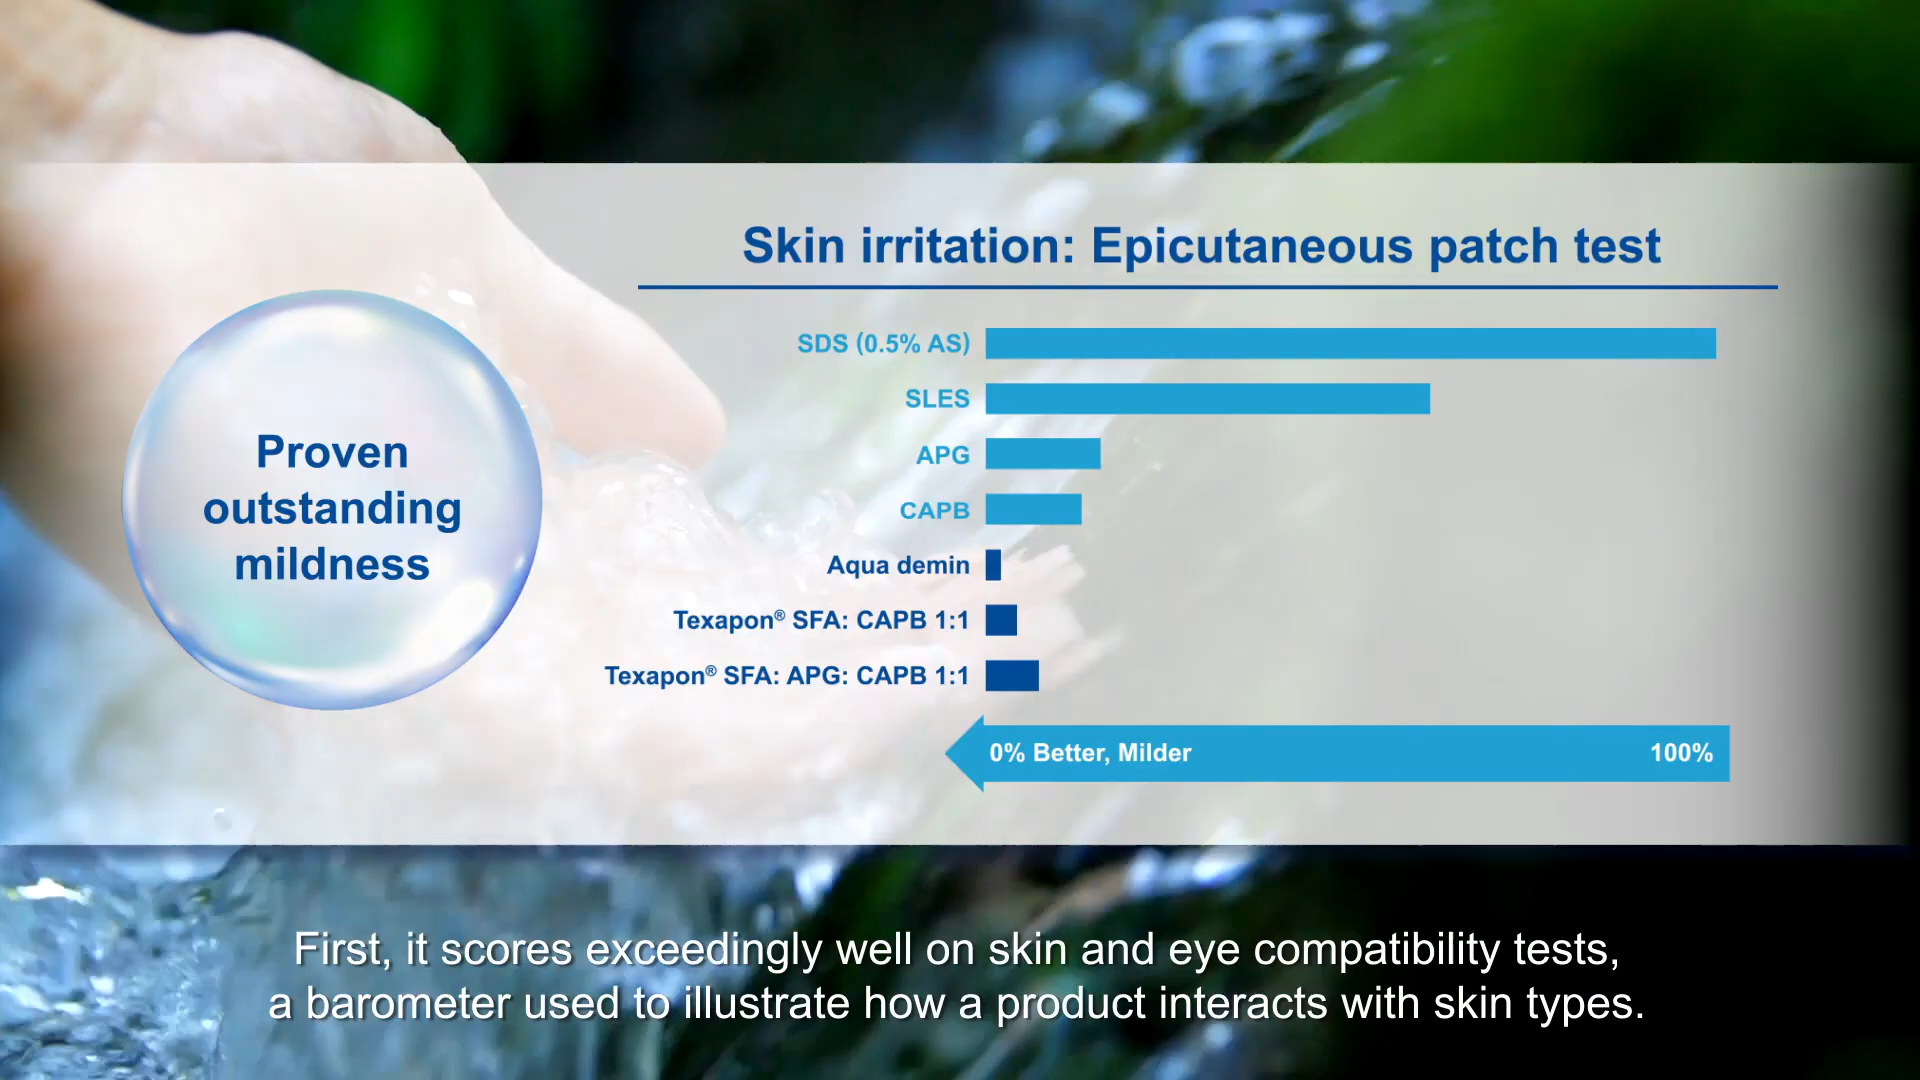 Skin irritation: Epicutaneous patch test
Proven
outstanding
mildness
SDS (0.5% AS)
SLES
APG
CAPB
Aqua demin
Texapon® SFA: CAPB 1:1
Texapon® SFA: APG: CAPB 1:1
0% Better, Milder 100%
First, it scores exceedingly well on skin and eye compatibility tests,
a barometer used to illustrate how a product interacts with skin types.